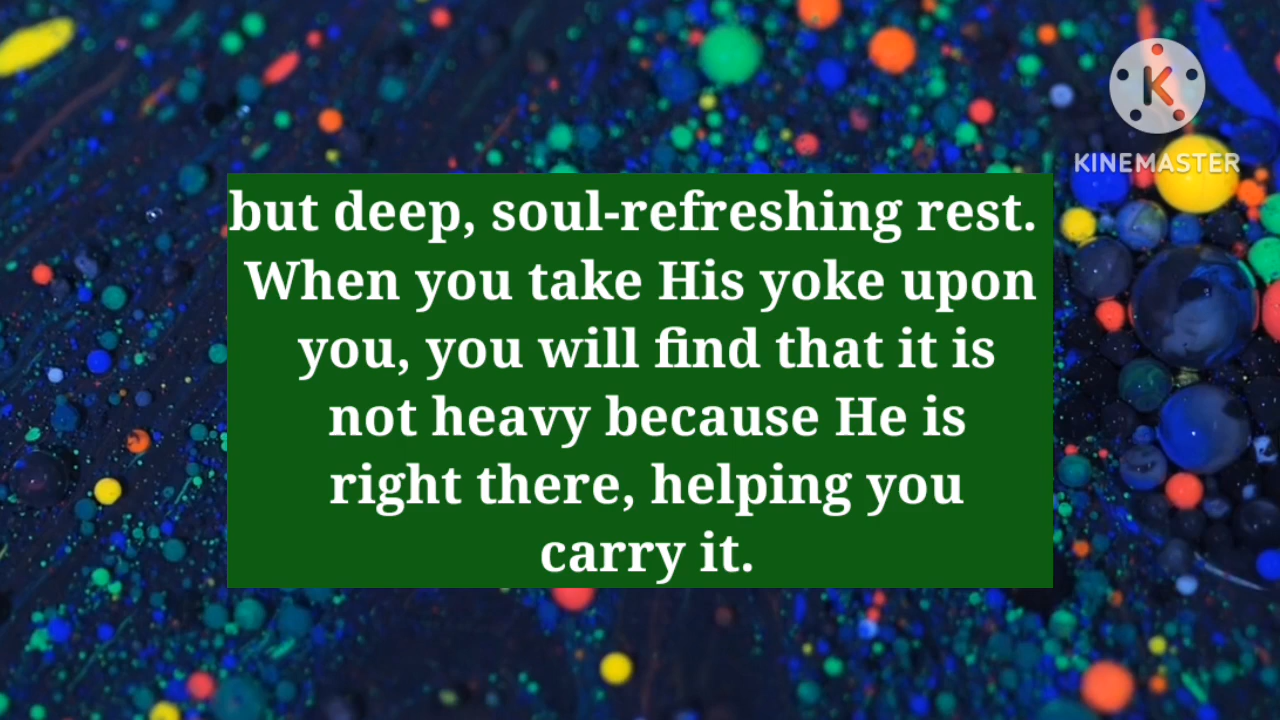 K
KINEMASTER
but deep, soul-refreshing rest.
When you take His yoke upon
you, you will find that it is
not heavy because He is
right there, helping you
carry it.